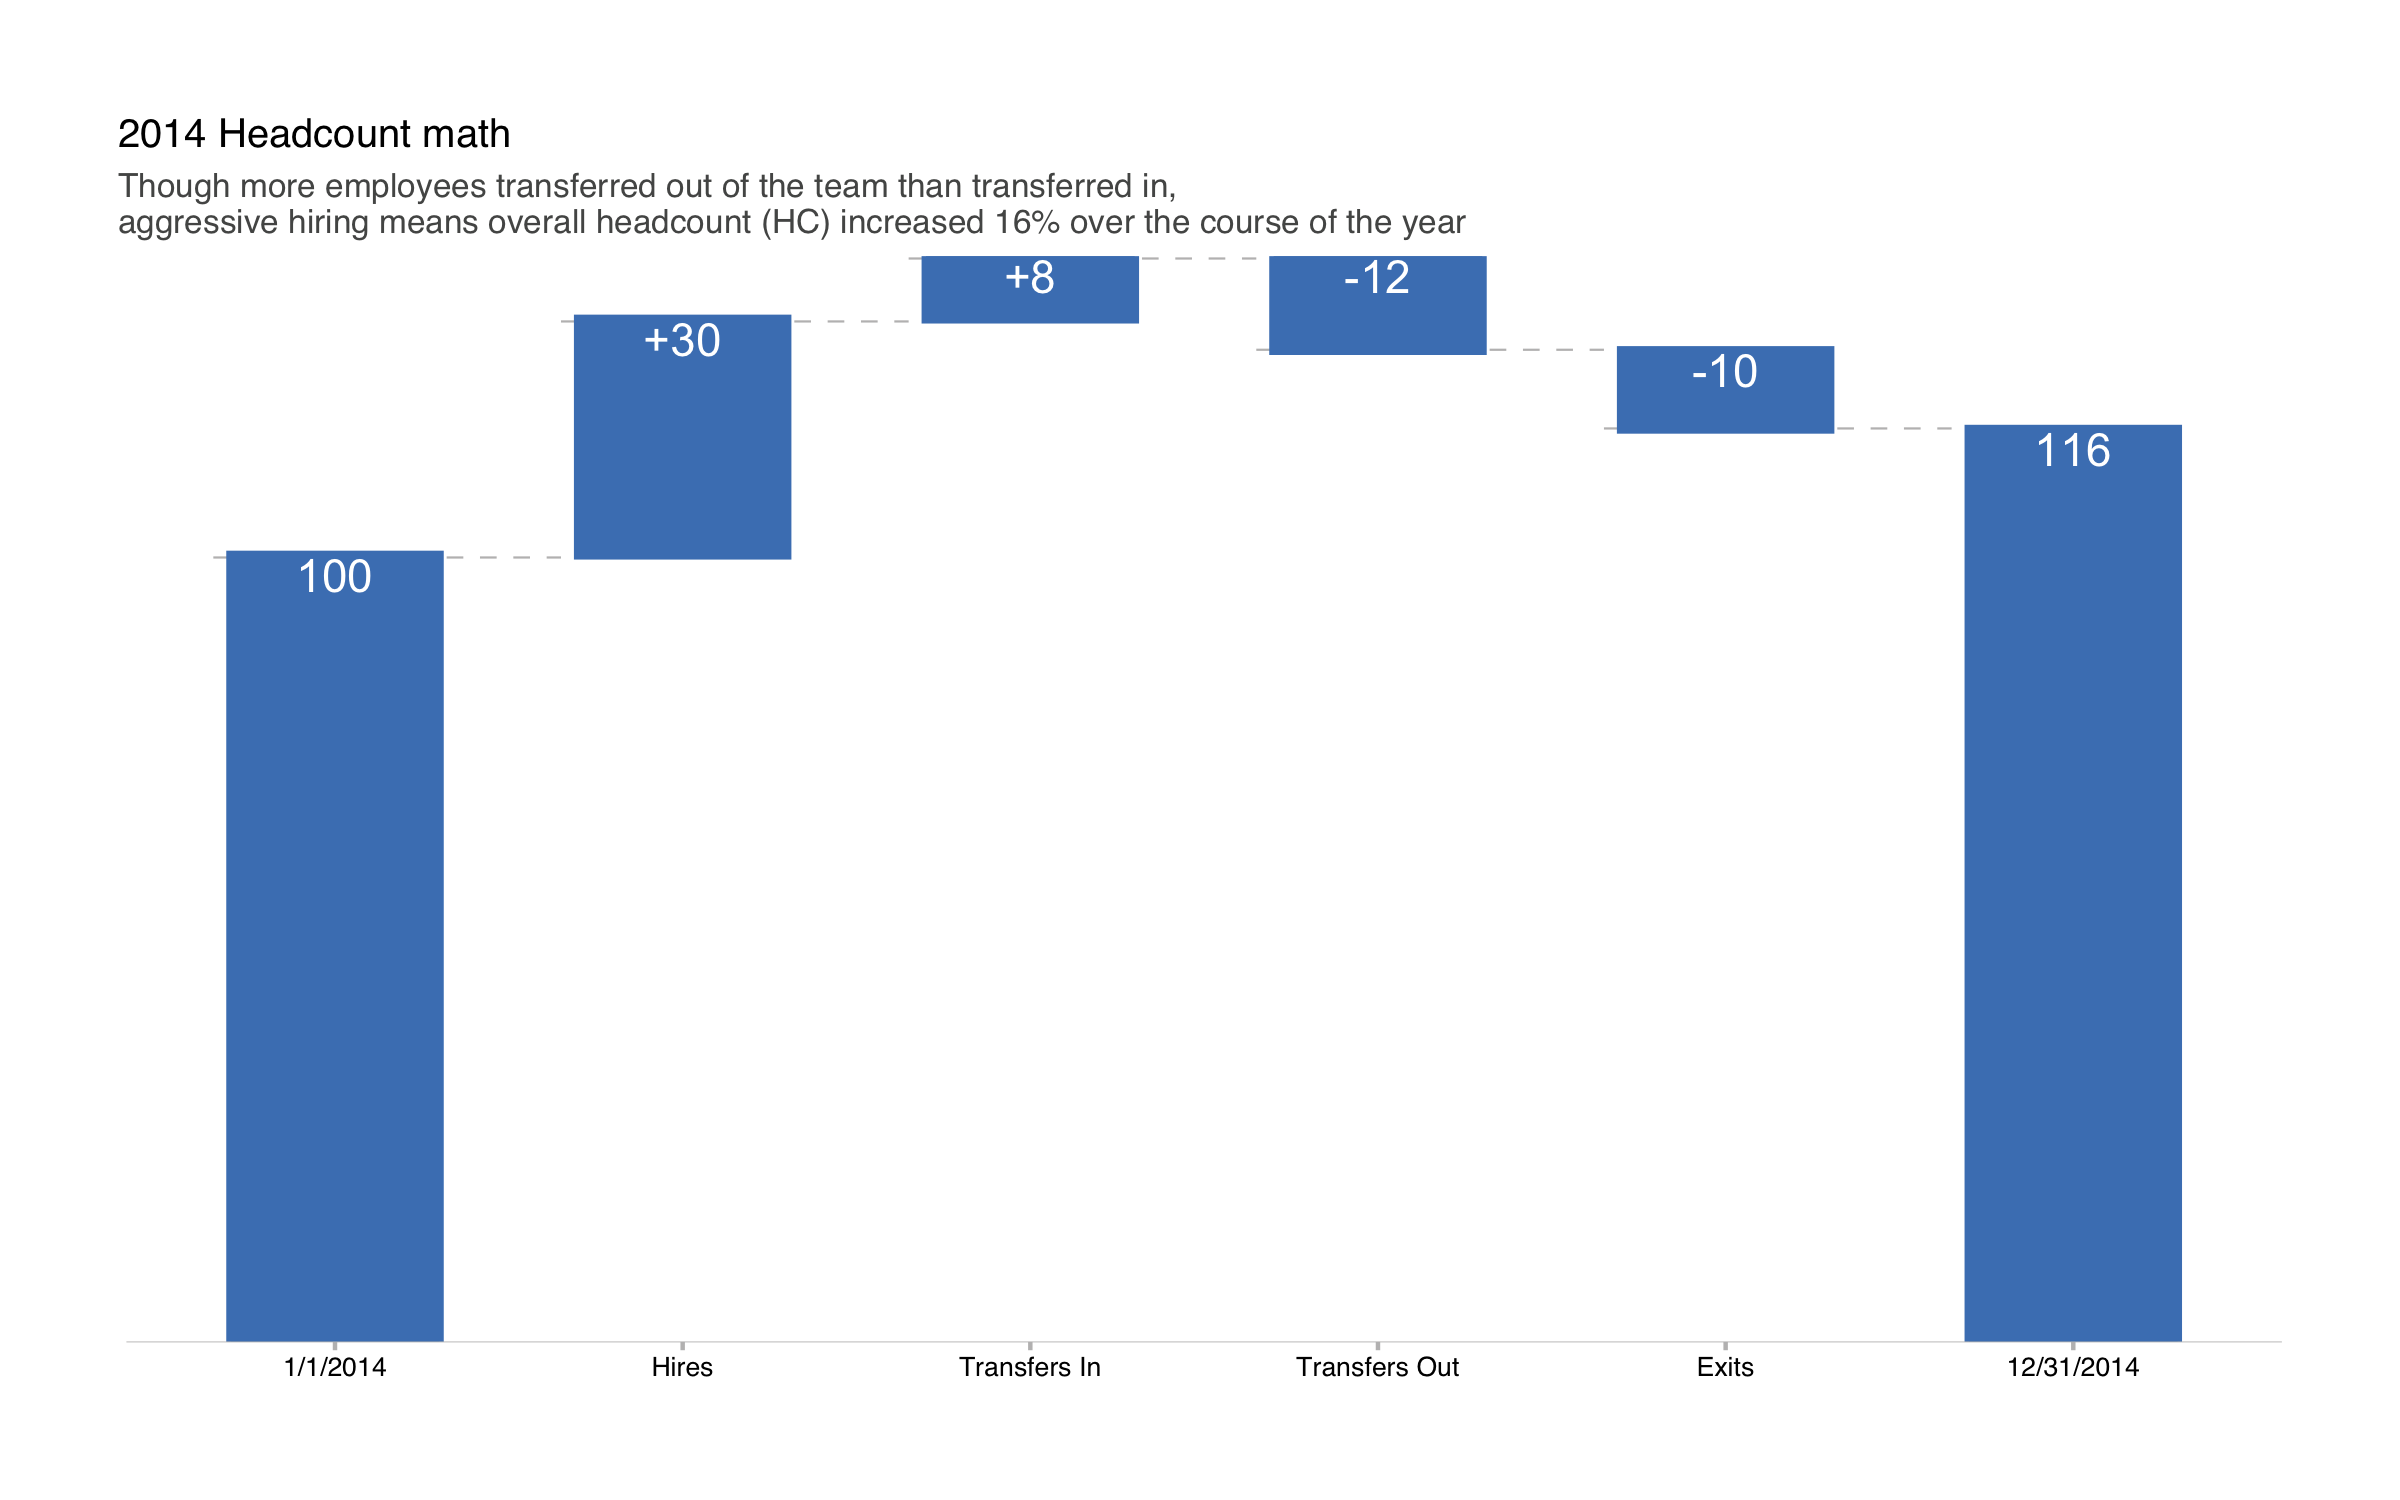 2014 Headcount math
Though more employees transferred out of the team than transferred in,
aggressive hiring means overall headcount (HC) increased 16% over the course of the year
+8
-12
+30
-10
116
100
1/1/2014
Hires
Transfers In
Transfers Out
Exits
12/31/2014